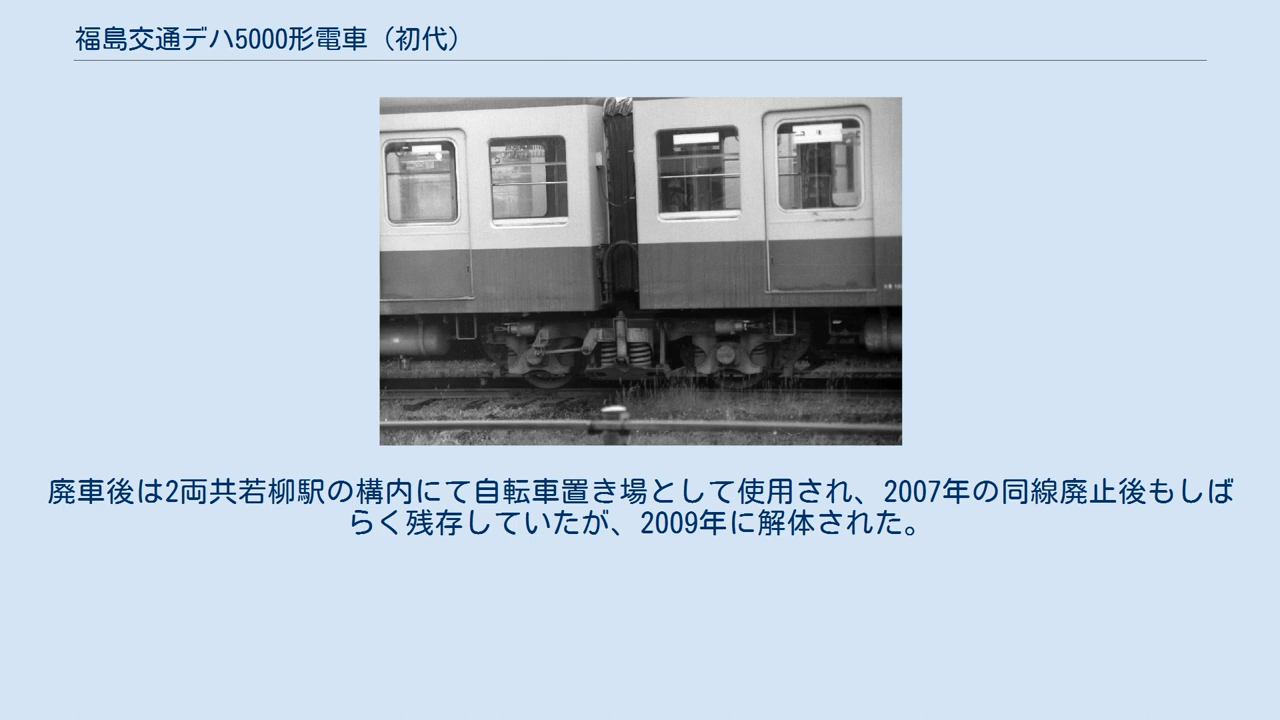 福島交通デハ5000形電車（初代）
廃車後は2両共若柳駅の構内にて自転車置き場として使用され、2007年の同線廃止後もしば
らく残存していたが、2009年に解体された。